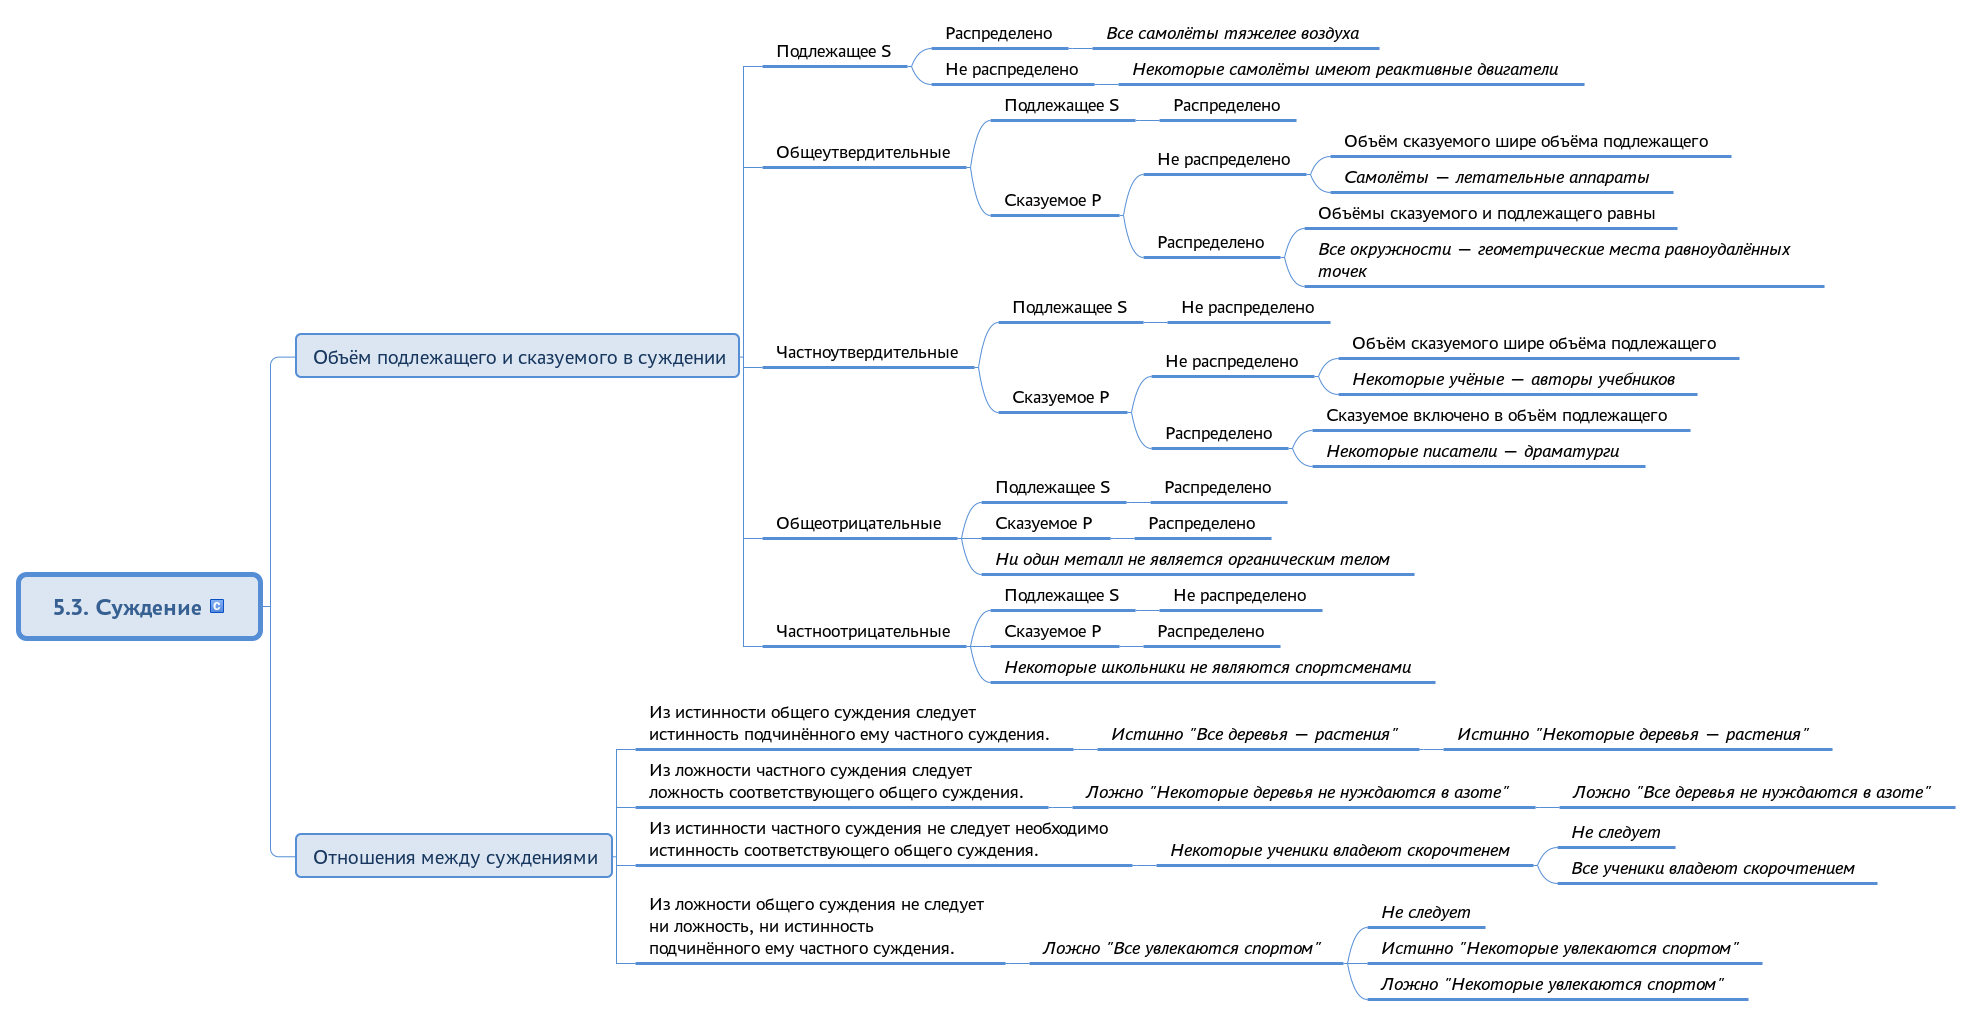 5.3. Суждение
Объём подлежащего и сказуемого в суждении
Подлежащее S
Распределено
Все самолёты тяжелее воздуха
Не распределено
Некоторые самолёты имеют реактивные двигатели
Общеутвердительные
Подлежащее S
Распределено
Сказуемое P
Не распределено
Объём сказуемого шире объёма подлежащего
Самолёты — летательные аппараты
Распределено
Объёмы сказуемого и подлежащего равны
Все окружности — геометрические места равноудалённых
точек
Частноутвердительные
Подлежащее S
Не распределено
Сказуемое P
Не распределено
Объём сказуемого шире объёма подлежащего
Некоторые учёные — авторы учебников
Распределено
Сказуемое включено в объём подлежащего
Некоторые писатели — драматурги
Общеотрицательные
Подлежащее S
Распределено
Сказуемое P
Распределено
Ни один металл не является органическим телом
Частноотрицательные
Подлежащее S
Не распределено
Сказуемое P
Распределено
Некоторые школьники не являются спортсменами
Отношения между суждениями
Из истинности общего суждения следует
истинность подчинённого ему частного суждения.
Истинно "Все деревья — растения"
Истинно "Некоторые деревья — растения"
Из ложности частного суждения следует
ложность соответствующего общего суждения.
Ложно "Некоторые деревья не нуждаются в азоте"
Ложно "Все деревья не нуждаются в азоте"
Из истинности частного суждения не следует необходимо
истинность соответствующего общего суждения.
Некоторые ученики владеют скорочтенем
Не следует
Все ученики владеют скорочтением
Из ложности общего суждения не следует
ни ложность, ни истинность
подчинённого ему частного суждения.
Ложно "Все увлекаются спортом"
Не следует
Истинно "Некоторые увлекаются спортом"
Ложно "Некоторые увлекаются спортом"